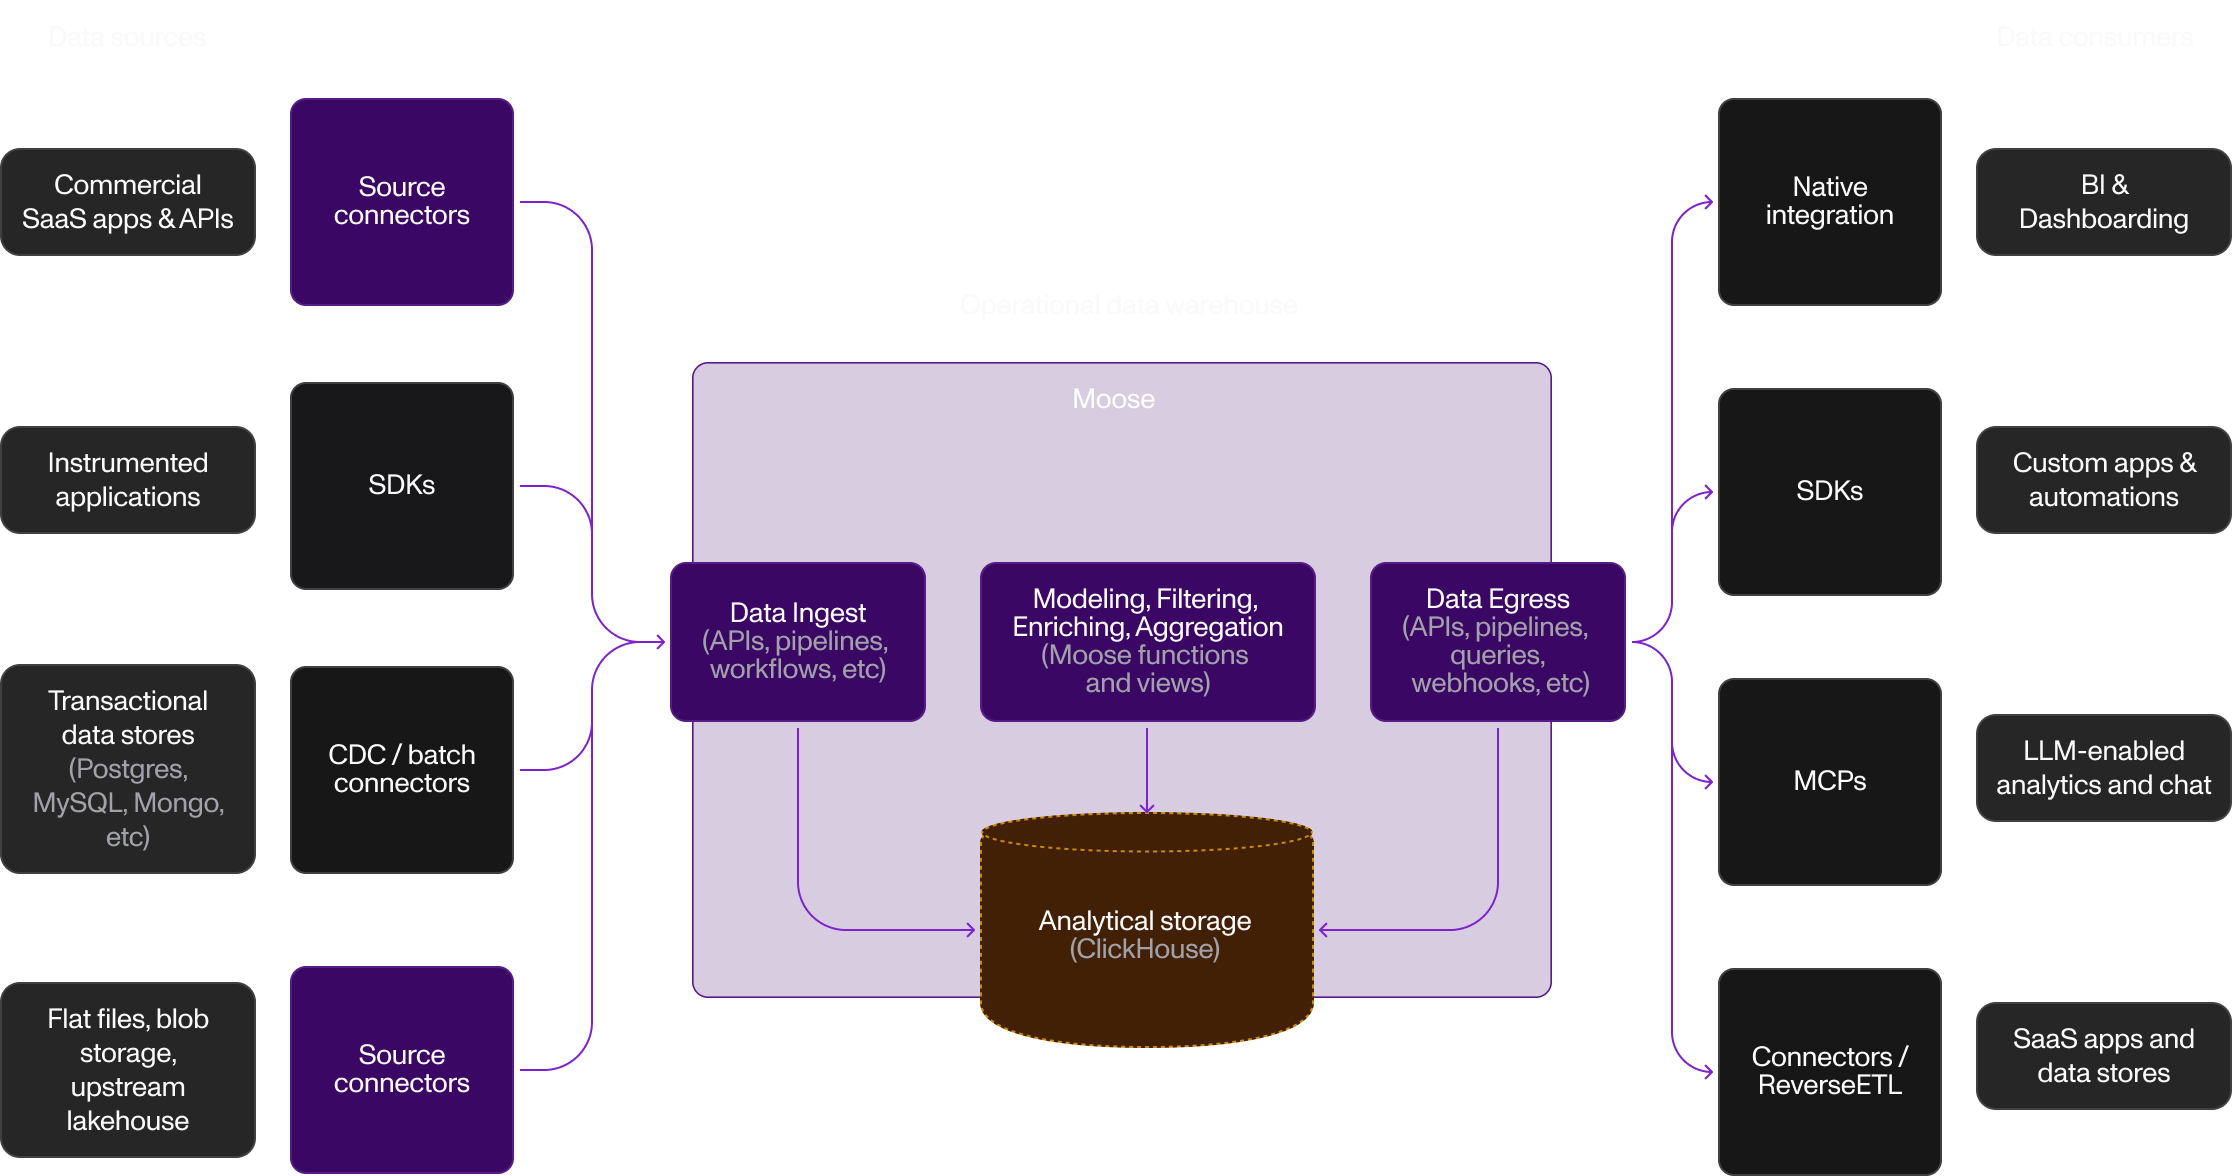 Data sources
Data consumers
Commercial
SaaS apps & APIs
Source
connectors
Native
integration
BI &
Dashboarding
Operational data warehouse
Moose
Instrumented
applications
SDKs
SDKs
Custom apps &
automations
Data Ingest
(APIs, pipelines,
workflows, etc)
Modeling, Filtering,
Enriching, Aggregation
(Moose functions
and views)
Data Egress
(APIs, pipelines,
queries,
webhooks, etc)
Transactional
data stores
(Postgres,
MySQL, Mongo,
etc)
CDC / batch
connectors
MCPs
LLM-enabled
analytics and chat
Analytical storage
(ClickHouse)
Flat files, blob
storage,
upstream
lakehouse
Source
connectors
Connectors /
ReverseETL
SaaS apps and
data stores